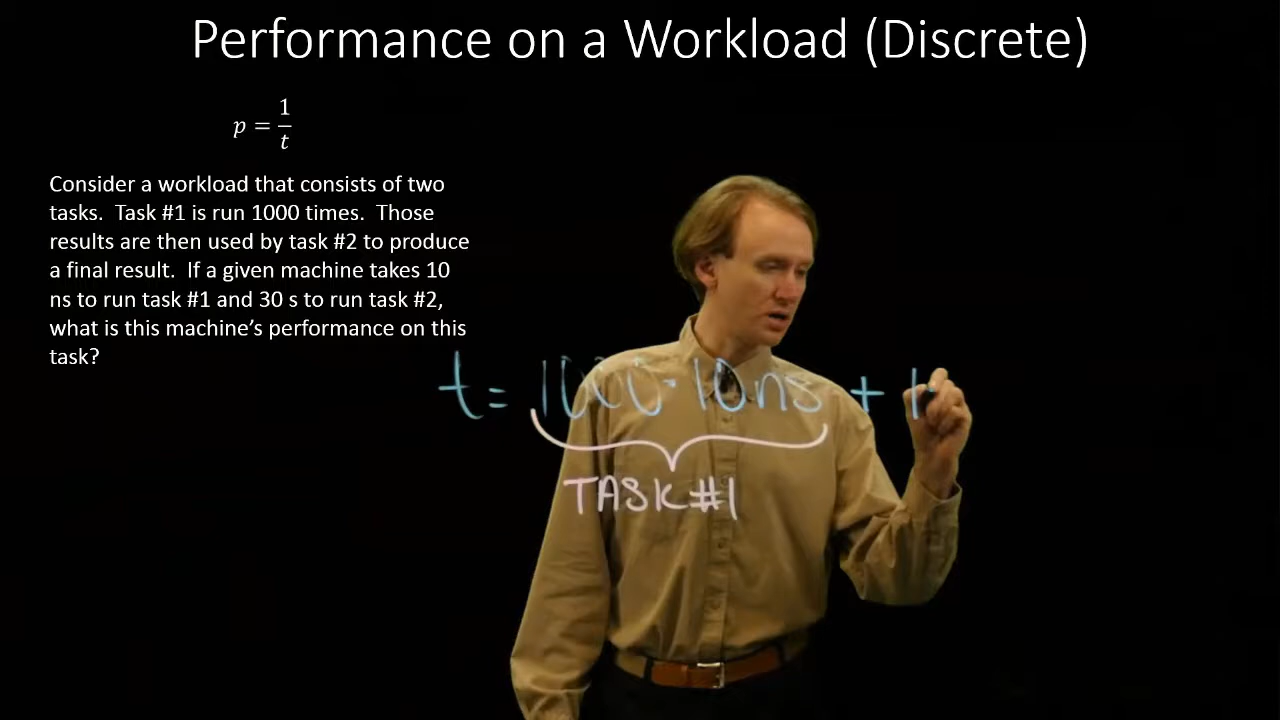 Performance on a Workload (Discrete)
p = 1/t
Consider a workload that consists of two
tasks. Task #1 is run 1000 times. Those
results are then used by task #2 to produce
a final result. If a given machine takes 10
ns to run task #1 and 30 s to run task #2,
what is this machine's performance on this
task?
t = 1000·10ns + 1
TASK #1